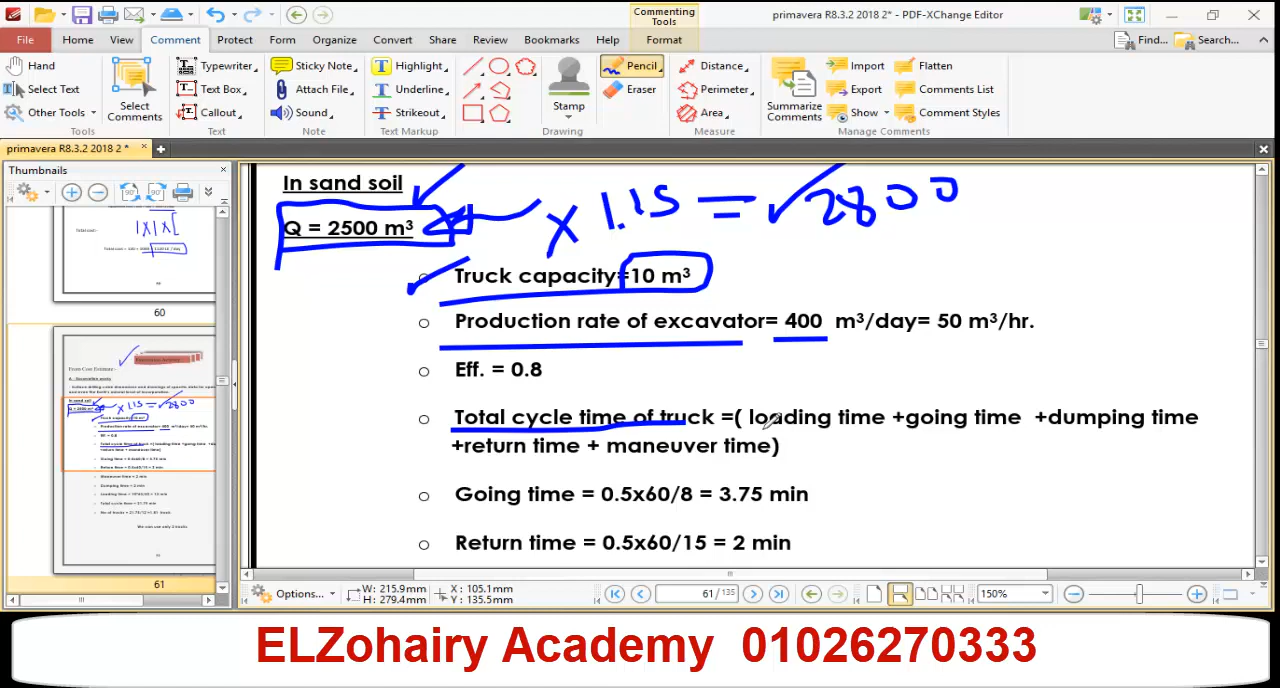 Commenting
Tools
primavera R8.3.2 2018 2* - PDF-XChange Editor
File Home View Comment Protect Form Organize Convert Share Review Bookmarks Help Format Find... Search...
Hand
Select Text
Other Tools
Tools
Select
Comments
Typewriter
Text Box
Callout
Text
Sticky Note
Attach File
Sound
Note
Highlight
Underline
Strikeout
Text Markup
Drawing
Stamp
Pencil
Eraser
Distance
Perimeter
Area
Measure
Summarize
Comments
Import
Export
Show
Flatten
Comments List
Comment Styles
Manage Comments
primavera R8.3.2 2018 2 *
Thumbnails
60
61
In sand soil
Q = 2500 m³
x 1.15 = 2800
Truck capacity=10 m³
Production rate of excavator= 400 m³/day= 50 m³/hr.
Eff. = 0.8
Total cycle time of truck =( loading time +going time +dumping time
+return time + maneuver time)
Going time = 0.5x60/8 = 3.75 min
Return time = 0.5x60/15 = 2 min
Options...
W: 215.9mm
H: 279.4mm
X: 105.1mm
Y: 135.5mm
61 / 135
150%
ELZohairy Academy 01026270333